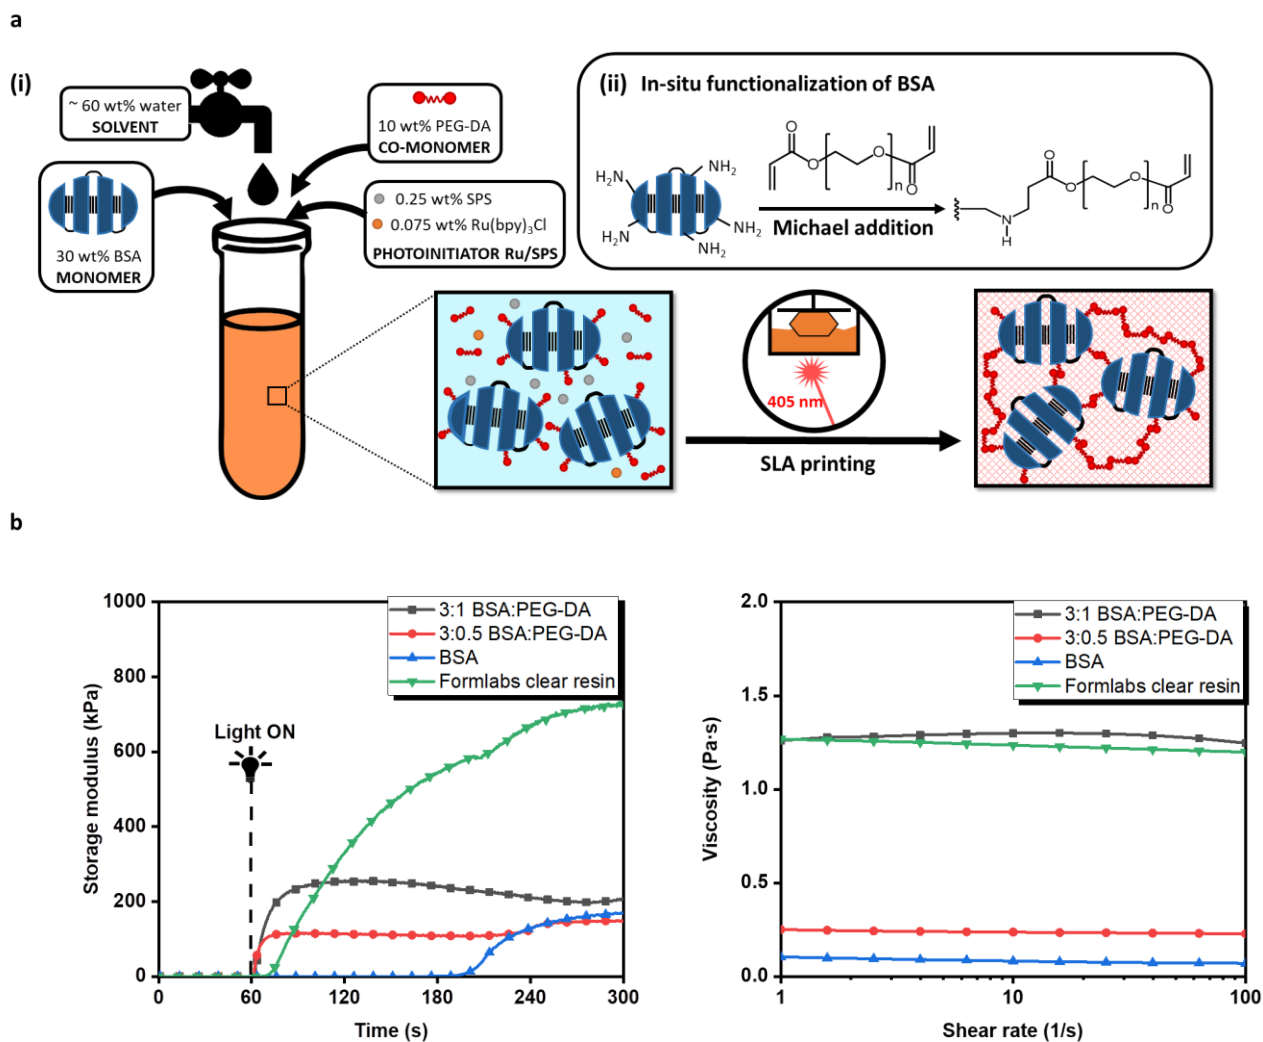 a
(i)
~ 60 wt% water
SOLVENT
10 wt% PEG-DA
CO-MONOMER
30 wt% BSA
MONOMER
0.25 wt% SPS
0.075 wt% Ru(bpy)₃Cl
PHOTOINITIATOR Ru/SPS
(ii) In-situ functionalization of BSA
H₂N
NH₂
NH₂
H₂N
NH₂
NH₂
O
O
O
n
O
Michael addition
N
H
O
O
O
n
O
405 nm
SLA printing
b
1000
800
600
400
200
0
0
60
120
180
240
300
Storage modulus (kPa)
Time (s)
Light ON
3:1 BSA:PEG-DA
3:0.5 BSA:PEG-DA
BSA
Formlabs clear resin
2.0
1.5
1.0
0.5
0.0
1
10
100
Viscosity (Pa·s)
Shear rate (1/s)
3:1 BSA:PEG-DA
3:0.5 BSA:PEG-DA
BSA
Formlabs clear resin